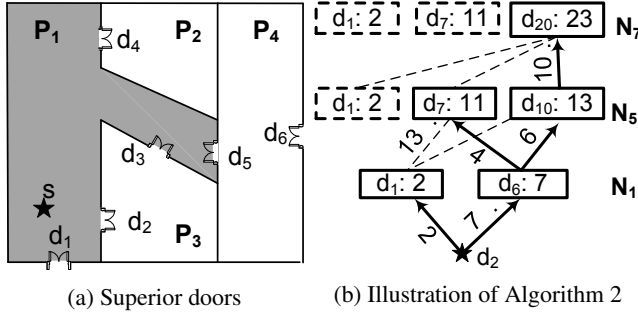 P1 P2 P4
d4
d3 d5 d6
s
d1 d2
P3
(a) Superior doors
d1: 2 d7: 11 d20: 23 N7
10
d1: 2 d7: 11 d10: 13 N5
13 4 6
d1: 2 d6: 7 N1
2 7
d2
(b) Illustration of Algorithm 2